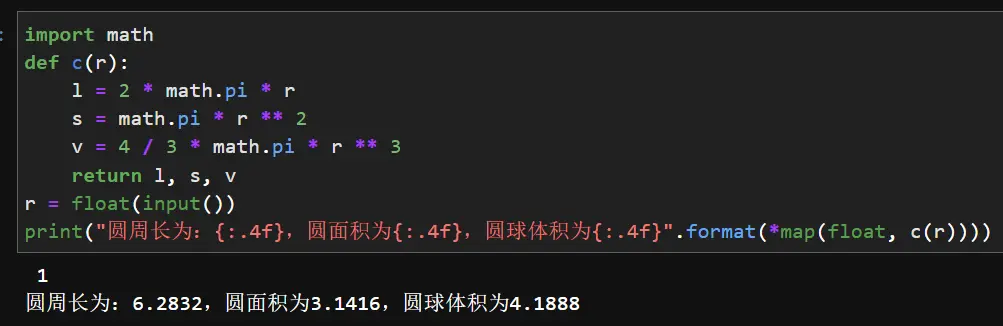 :
import math
def c(r):
    l = 2 * math.pi * r
    s = math.pi * r ** 2
    v = 4 / 3 * math.pi * r ** 3
    return l, s, v
r = float(input())
print("圆周长为：{:.4f}，圆面积为{:.4f}，圆球体积为{:.4f}".format(*map(float, c(r))))
1
圆周长为：6.2832，圆面积为3.1416，圆球体积为4.1888